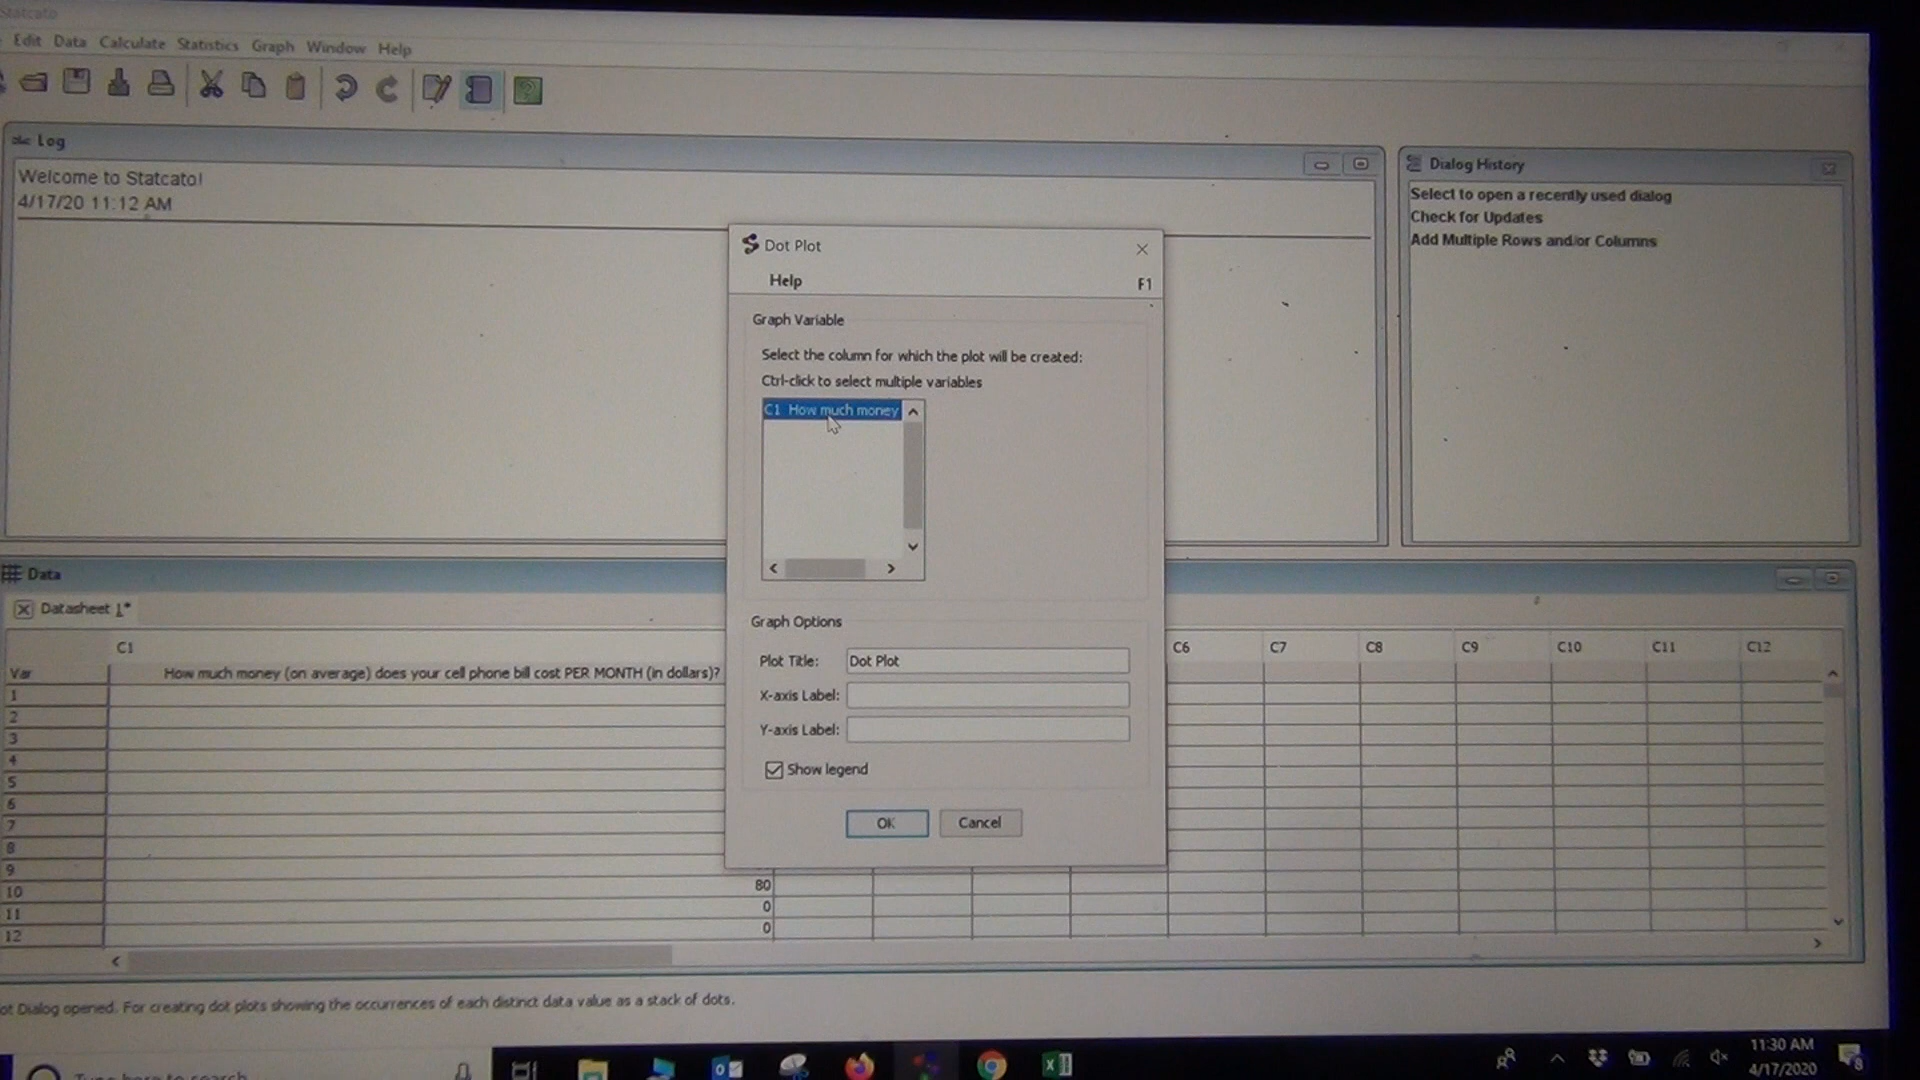 Statcato
Edit Data Calculate Statistics Graph Window Help
Log
Welcome to Statcato!
4/17/20 11:12 AM
Dialog History
Select to open a recently used dialog
Check for Updates
Add Multiple Rows and/or Columns
Dot Plot
Help F1
Graph Variable
Select the column for which the plot will be created:
Ctrl-click to select multiple variables
C1 How much money
Graph Options
Plot Title: Dot Plot
X-axis Label:
Y-axis Label:
Show legend
OK Cancel
Data
Datasheet 1*
C1 C6 C7 C8 C9 C10 C11 C12
Var How much money (on average) does your cell phone bill cost PER MONTH (in dollars)?
1
2
3
4
5
6
7
8
9
10 80
11 0
12 0
ot Dialog opened. For creating dot plots showing the occurrences of each distinct data value as a stack of dots.
Type here to search
11:30 AM
4/17/2020
8